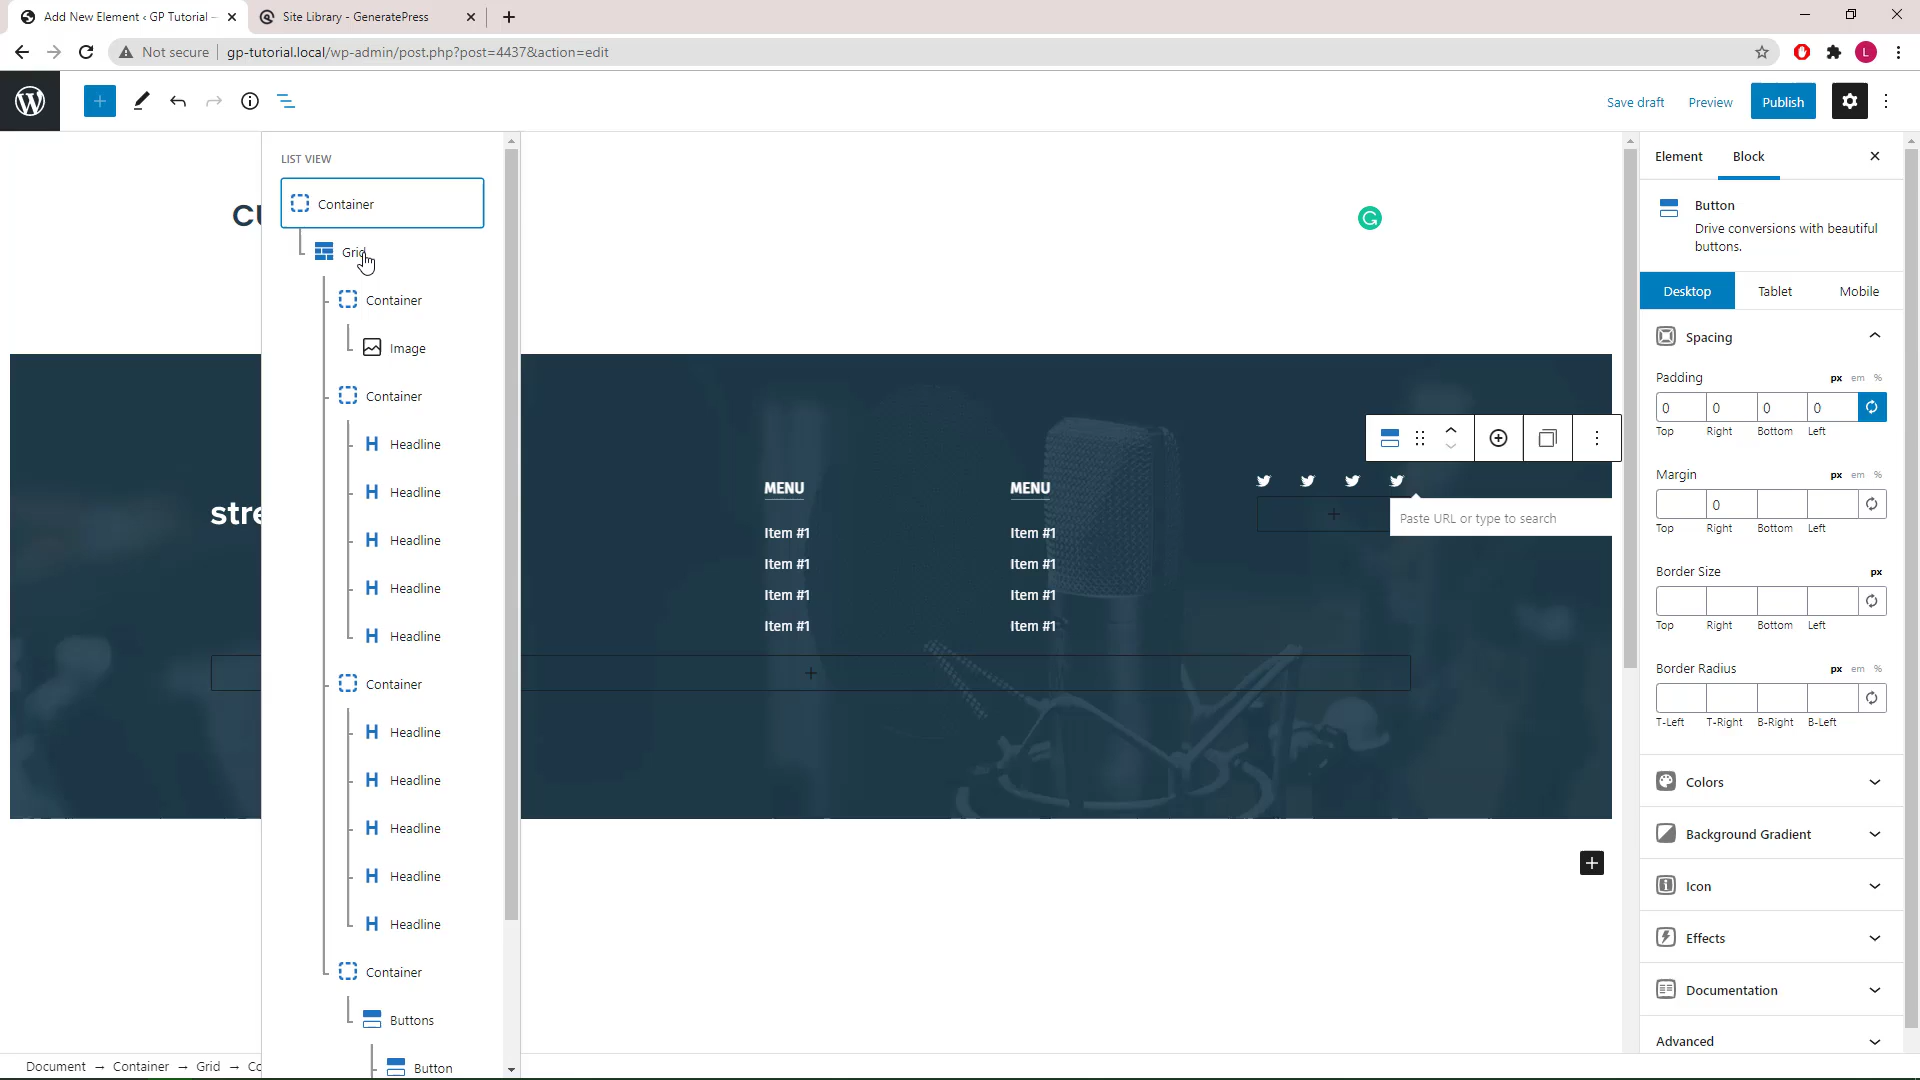 Add New Element ‹ GP Tutorial –
Site Library - GeneratePress
Not secure
gp-tutorial.local/wp-admin/post.php?post=4437&action=edit
L
Save draft
Preview
Publish
LIST VIEW
Container
Grid
Container
Image
Container
Headline
Headline
Headline
Headline
Headline
Container
Headline
Headline
Headline
Headline
Headline
Container
Buttons
Button
stre
MENU
Item #1
Item #1
Item #1
Item #1
MENU
Item #1
Item #1
Item #1
Item #1
Paste URL or type to search
Element
Block
Button
Drive conversions with beautiful
buttons.
Desktop
Tablet
Mobile
Spacing
Padding
px em %
0 0 0 0
Top Right Bottom Left
Margin
px em %
0
Top Right Bottom Left
Border Size
px
Top Right Bottom Left
Border Radius
px em %
T-Left T-Right B-Right B-Left
Colors
Background Gradient
Icon
Effects
Documentation
Advanced
Document → Container → Grid → Co